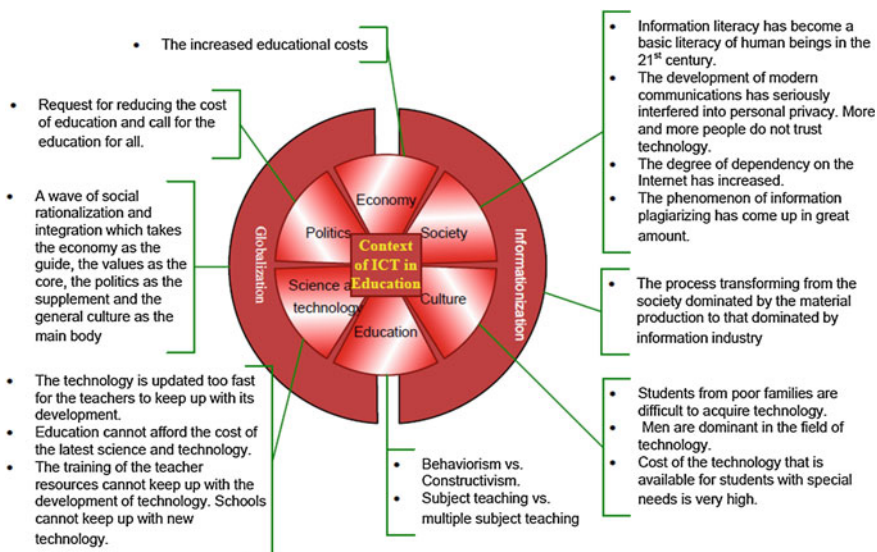 • The increased educational costs
• Request for reducing the cost
of education and call for the
education for all.
• A wave of social
rationalization and
integration which takes
the economy as the
guide, the values as the
core, the politics as the
supplement and the
general culture as the
main body
• The technology is updated too fast
for the teachers to keep up with its
development.
• Education cannot afford the cost of
the latest science and technology.
• The training of the teacher
resources cannot keep up with the
development of technology. Schools
cannot keep up with new
technology.
Globalization
Economy
Politics
Society
Context
of ICT in
Education
Science a
technology
Culture
Education
Informationization
• Behaviorism vs.
Constructivism.
• Subject teaching vs.
multiple subject teaching
• Information literacy has become a
basic literacy of human beings in the
21st century.
• The development of modern
communications has seriously
interfered into personal privacy. More
and more people do not trust
technology.
• The degree of dependency on the
Internet has increased.
• The phenomenon of information
plagiarizing has come up in great
amount.
• The process transforming from the
society dominated by the material
production to that dominated by
information industry
• Students from poor families are
difficult to acquire technology.
• Men are dominant in the field of
technology.
• Cost of the technology that is
available for students with special
needs is very high.